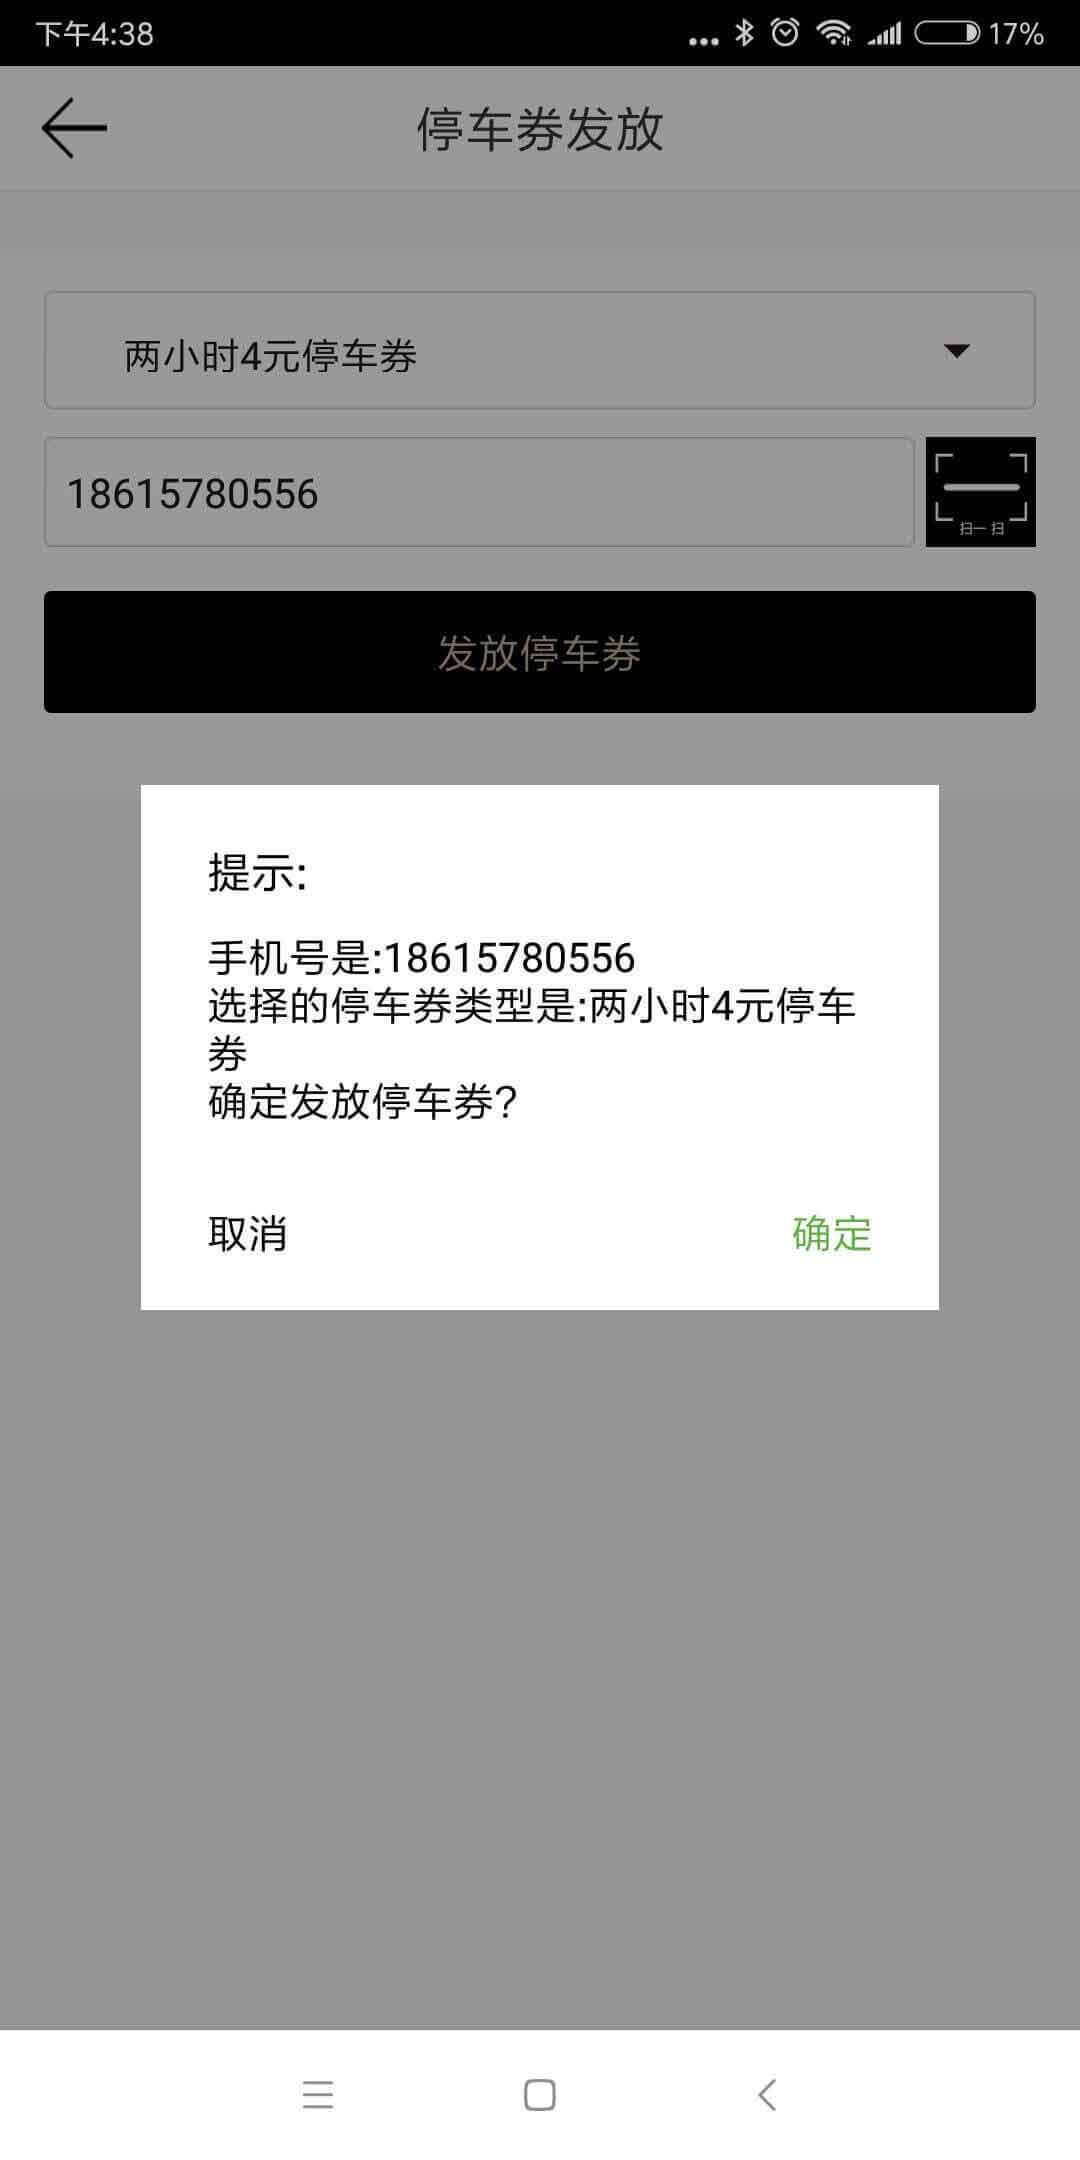 下午4:38
17%
停车券发放
两小时4元停车券
18615780556
扫一扫
发放停车券
提示:
手机号是:18615780556
选择的停车券类型是:两小时4元停车
券
确定发放停车券?
取消
确定